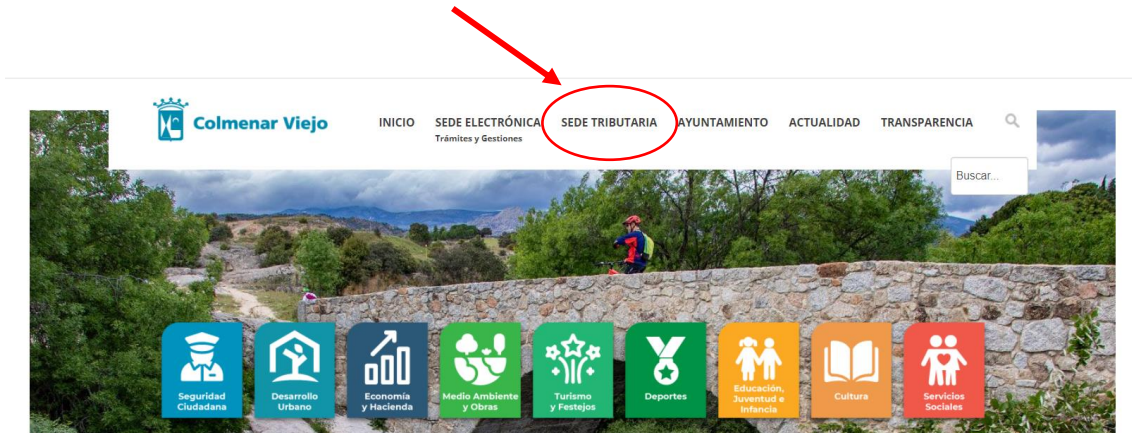 Colmenar Viejo
INICIO
SEDE ELECTRÓNICA
Trámites y Gestiones
SEDE TRIBUTARIA
AYUNTAMIENTO
ACTUALIDAD
TRANSPARENCIA
Buscar...
Seguridad
Ciudadana
Desarrollo
Urbano
Economía
y Hacienda
Medio Ambiente
y Obras
Turismo
y Festejos
Deportes
Educación,
Juventud e
Infancia
Cultura
Servicios
Sociales